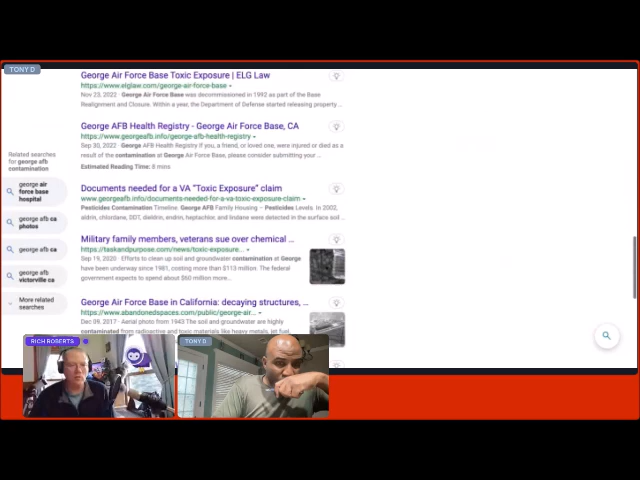 TONY D
George Air Force Base Toxic Exposure | ELG Law
https://www.elglaw.com/george-air-force-base
Nov 23, 2022 · George Air Force Base was decommissioned in 1992 as part of the Base
Realignment and Closure. Within a year, the Department of Defense started releasing property ...
George AFB Health Registry - George Air Force Base, CA
https://www.georgeafb.info/george-afb-health-registry
Sep 30, 2022 · George AFB Health Registry If you, a friend, or loved one, were injured or died as a
result of the contamination at George Air Force Base, please consider submitting your ...
Estimated Reading Time: 8 mins
Related searches
for george afb
contamination
george air
force base
hospital
george afb ca
photos
george afb ca
george afb
victorville ca
More related
searches
Documents needed for a VA “Toxic Exposure” claim
www.georgeafb.info/documents-needed-for-a-va-toxic-exposure-claim
Pesticides Contamination Timeline. George AFB Family Housing – Pesticides Levels. In 2002,
aldrin, chlordane, DDT, dieldrin, endrin, heptachlor, and lindane were detected in the surface soil ...
Military family members, veterans sue over chemical ...
https://taskandpurpose.com/news/toxic-exposure...
Sep 19, 2020 · Efforts to clean up soil and groundwater contamination at George
have been underway since 1981, costing more than $113 million. The federal
government expects to spend about $60 million more...
George Air Force Base in California: decaying structures, ...
https://www.abandonedspaces.com/public/george-air...
Dec 09, 2017 · Aerial photo from 1943 The soil and groundwater are highly
contaminated from radioactive and toxic materials like heavy metals, jet fuel,
RICH ROBERTS
TONY D